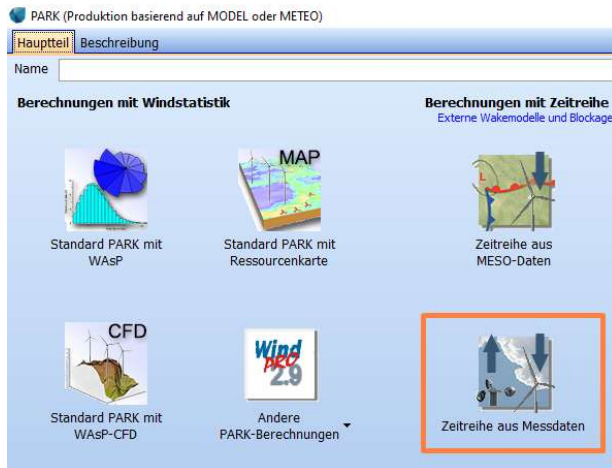 PARK (Produktion basierend auf MODEL oder METEO)
Hauptteil Beschreibung
Name
Berechnungen mit Windstatistik
Berechnungen mit Zeitreihe
Externe Wakemodelle und Blockage
MAP
L
Standard PARK mit
WAsP
Standard PARK mit
Ressourcenkarte
Zeitreihe aus
MESO-Daten
CFD
Wind
PRO
2.9
Standard PARK mit
WAsP-CFD
Andere
PARK-Berechnungen
Zeitreihe aus Messdaten